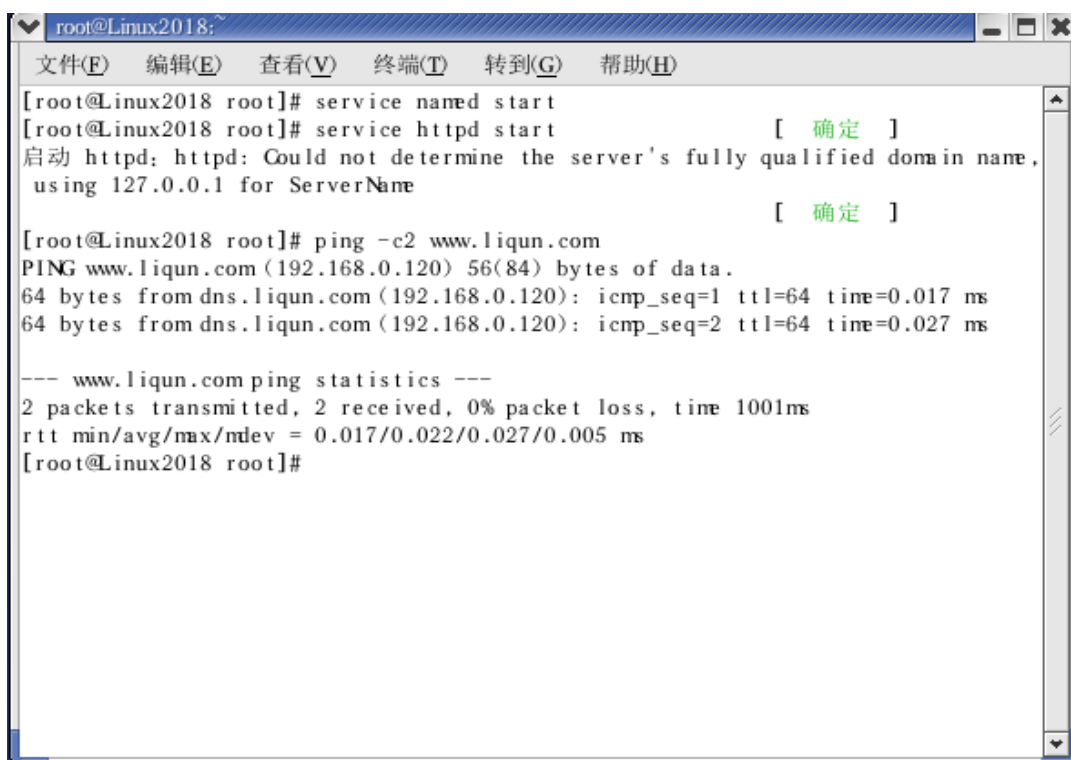 root@Linux2018:~
文件(F) 编辑(E) 查看(V) 终端(T) 转到(G) 帮助(H)
[root@Linux2018 root]# service named start
[root@Linux2018 root]# service httpd start [ 确定 ]
启动 httpd: httpd: Could not determine the server's fully qualified domain name,
using 127.0.0.1 for ServerName
[ 确定 ]
[root@Linux2018 root]# ping -c2 www.liqun.com
PING www.liqun.com (192.168.0.120) 56(84) bytes of data.
64 bytes from dns.liqun.com (192.168.0.120): icmp_seq=1 ttl=64 time=0.017 ms
64 bytes from dns.liqun.com (192.168.0.120): icmp_seq=2 ttl=64 time=0.027 ms
--- www.liqun.com ping statistics ---
2 packets transmitted, 2 received, 0% packet loss, time 1001ms
rtt min/avg/max/mdev = 0.017/0.022/0.027/0.005 ms
[root@Linux2018 root]#